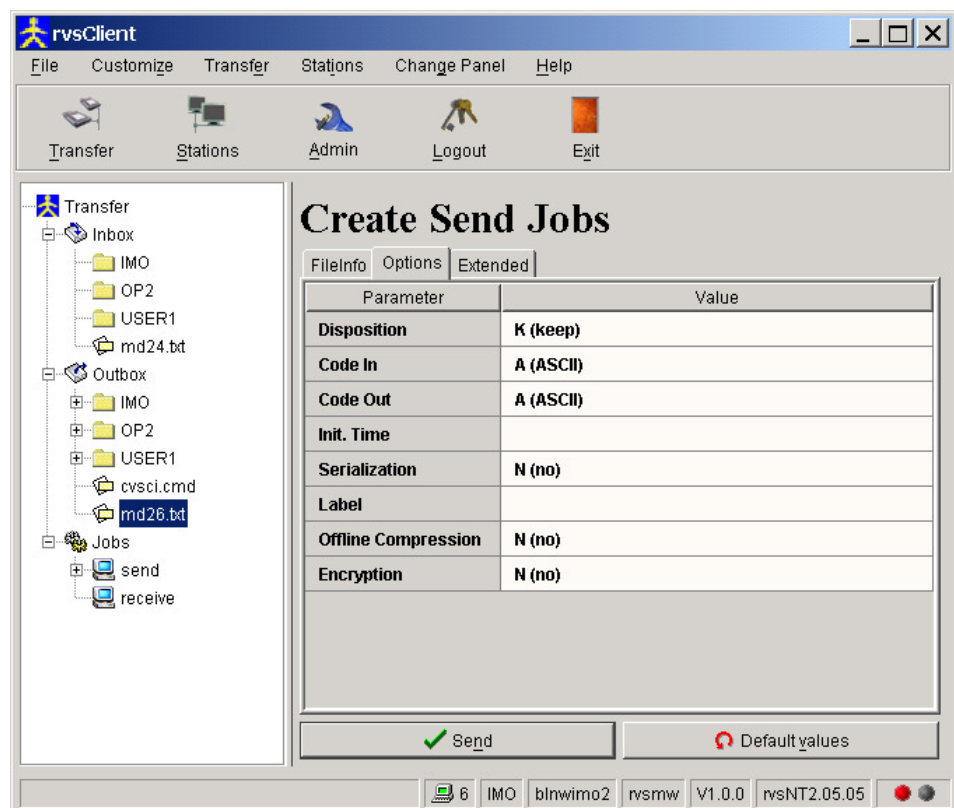 rvsClient
File Customize Transfer Stations Change Panel Help
Transfer Stations Admin Logout Exit
Transfer
Inbox
IMO
OP2
USER1
md24.txt
Outbox
IMO
OP2
USER1
cvsci.cmd
md26.txt
Jobs
send
receive
Create Send Jobs
FileInfo Options Extended
Parameter Value
Disposition K (keep)
Code In A (ASCII)
Code Out A (ASCII)
Init. Time
Serialization N (no)
Label
Offline Compression N (no)
Encryption N (no)
Send Default values
6 IMO blnwimo2 rvsmw V1.0.0 rvsNT2.05.05